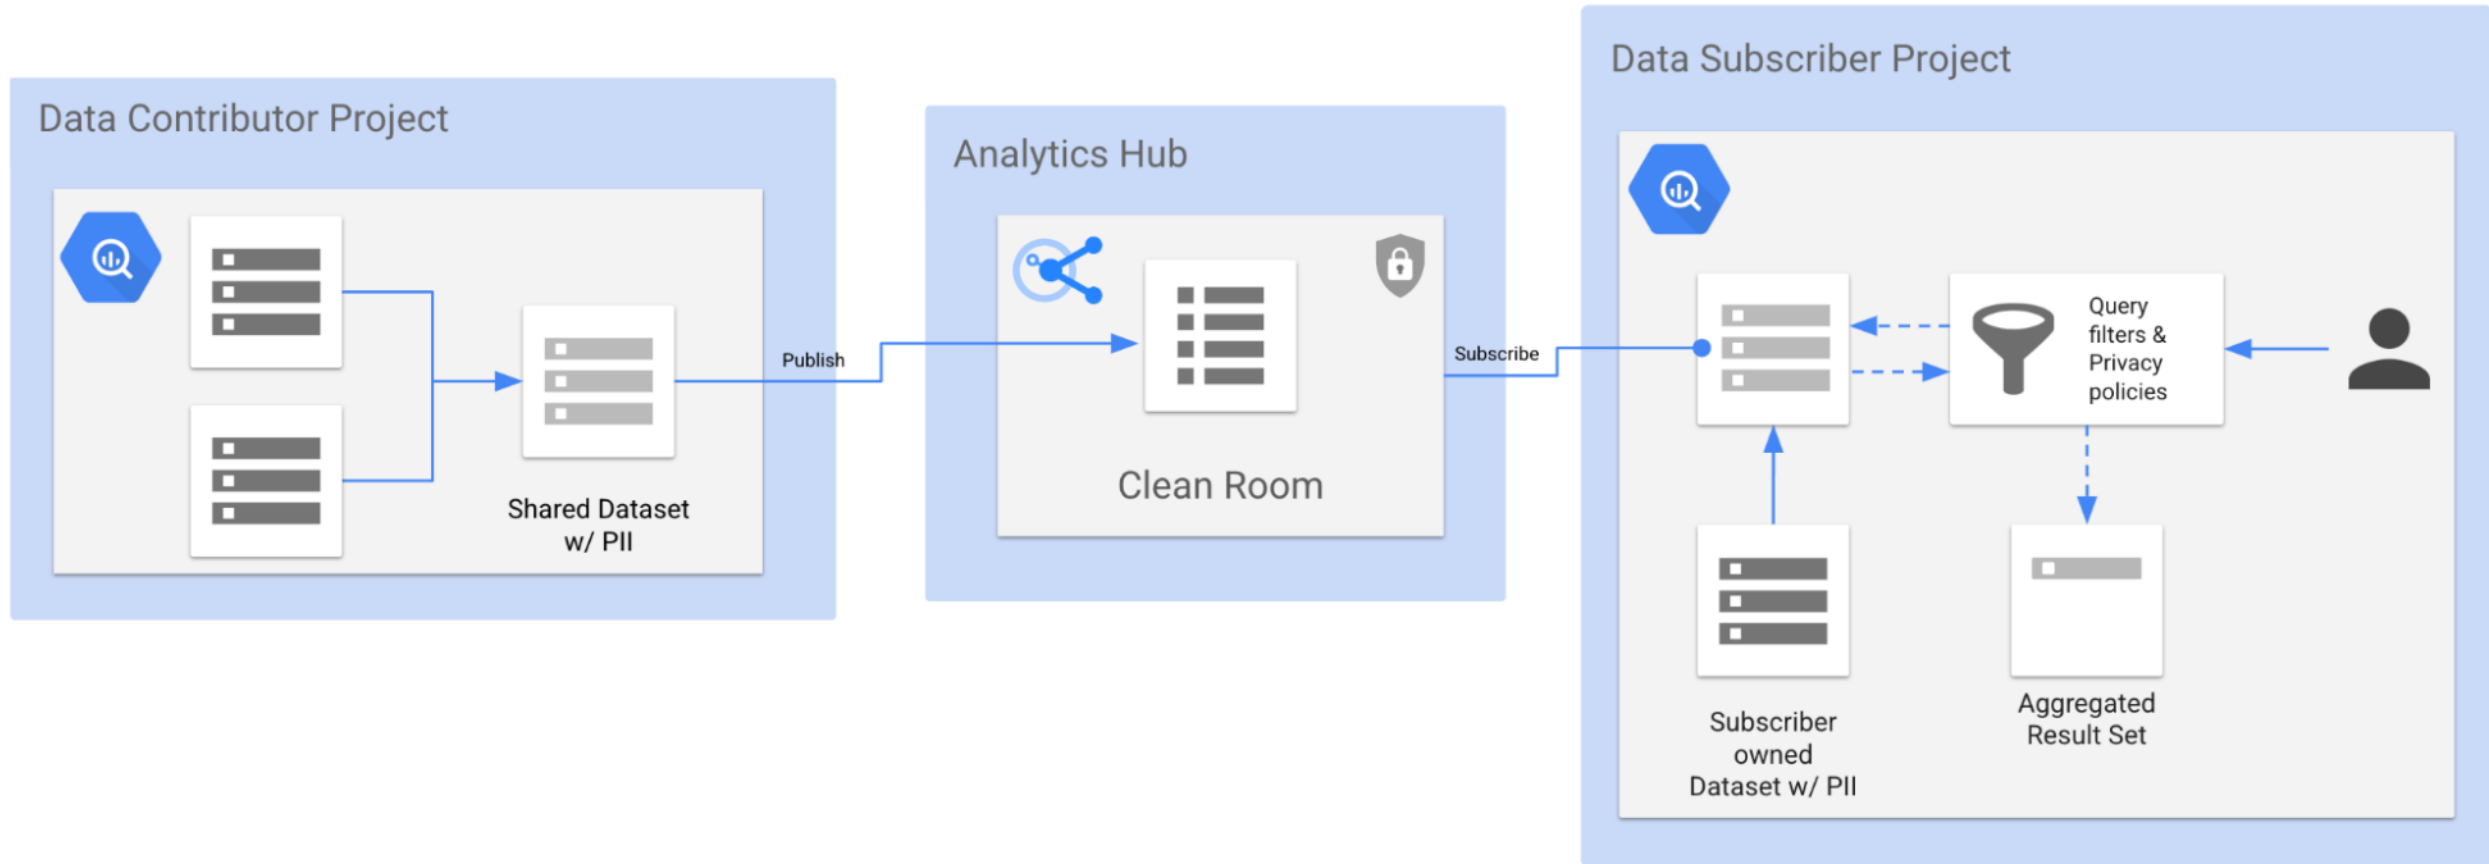 Data Contributor Project
Shared Dataset
w/ PII
Publish
Analytics Hub
Clean Room
Subscribe
Data Subscriber Project
Query
filters &
Privacy
policies
Subscriber
owned
Dataset w/ PII
Aggregated
Result Set